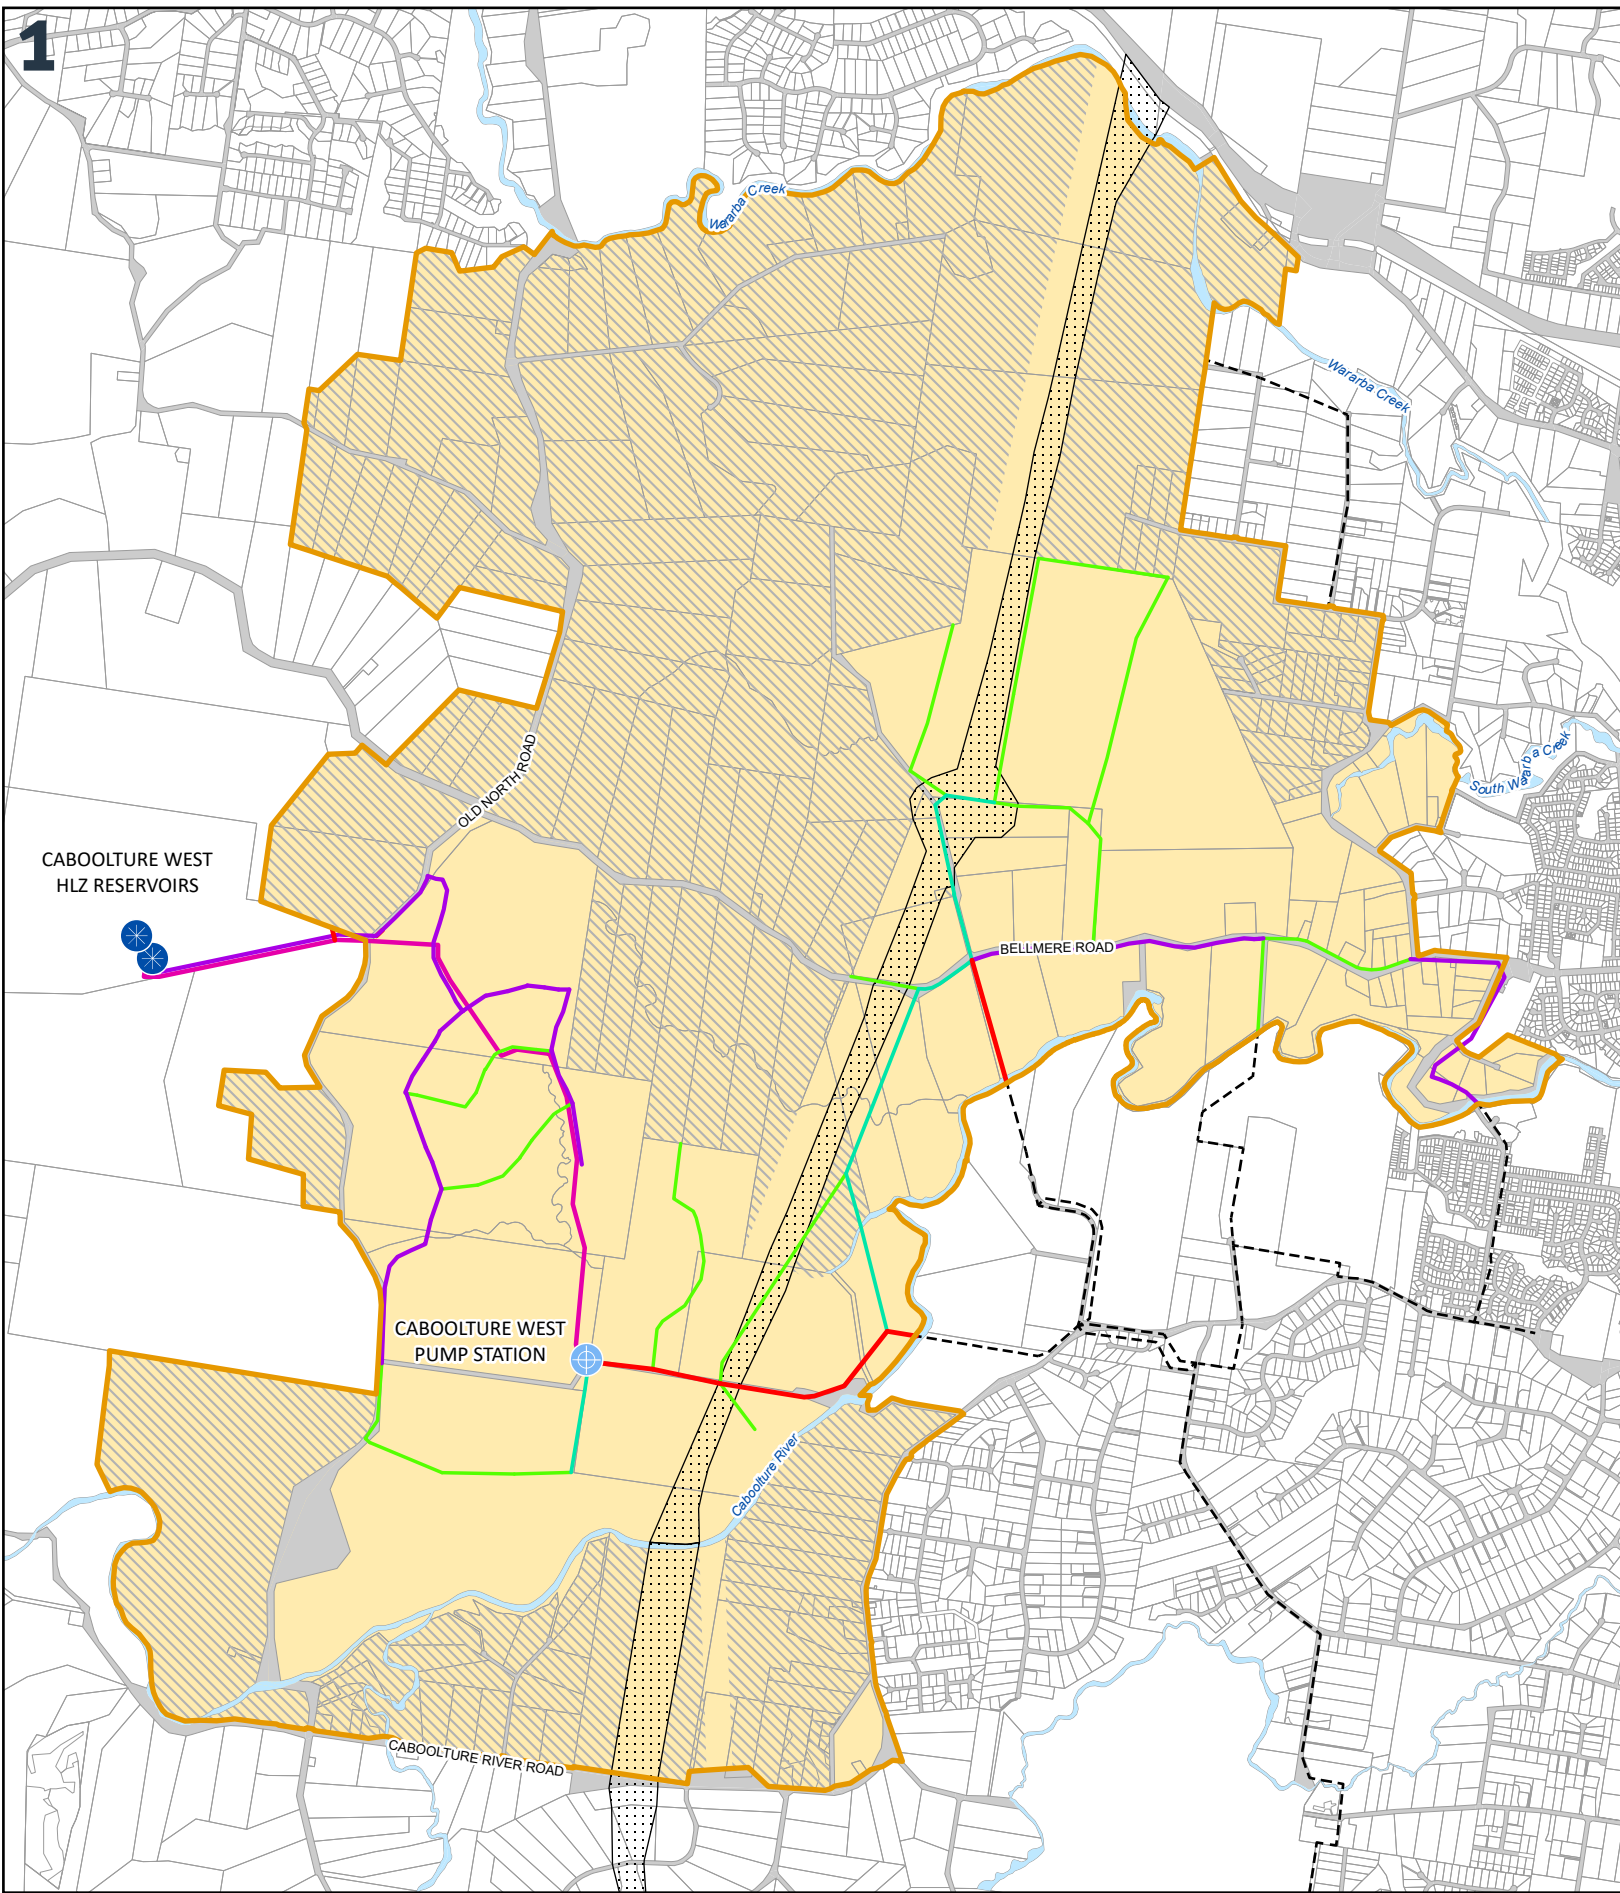 1
Wararba Creek
Wararba Creek
OLD NORTH ROAD
South Wararba Creek
CABOOLTURE WEST
HLZ RESERVOIRS
BELLMERE ROAD
CABOOLTURE WEST
PUMP STATION
Caboolture River
CABOOLTURE RIVER ROAD